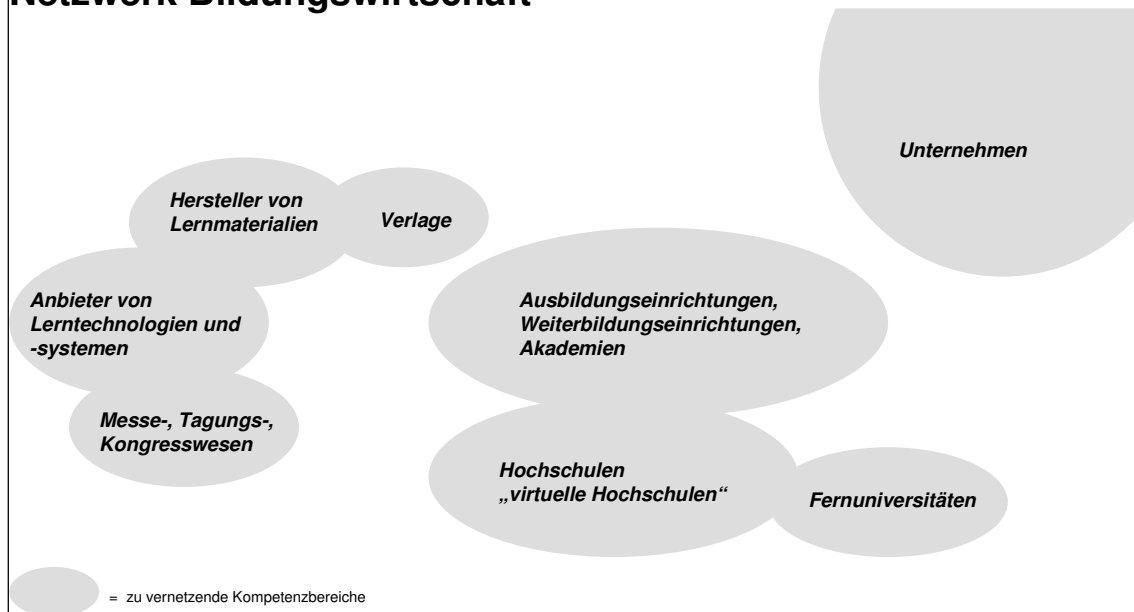 Netzwerk Bildungswirtschaft
Unternehmen
Hersteller von
Lernmaterialien
Verlage
Anbieter von
Lerntechnologien und
-systemen
Ausbildungseinrichtungen,
Weiterbildungseinrichtungen,
Akademien
Messe-, Tagungs-,
Kongresswesen
Hochschulen
„virtuelle Hochschulen“
Fernuniversitäten
= zu vernetzende Kompetenzbereiche